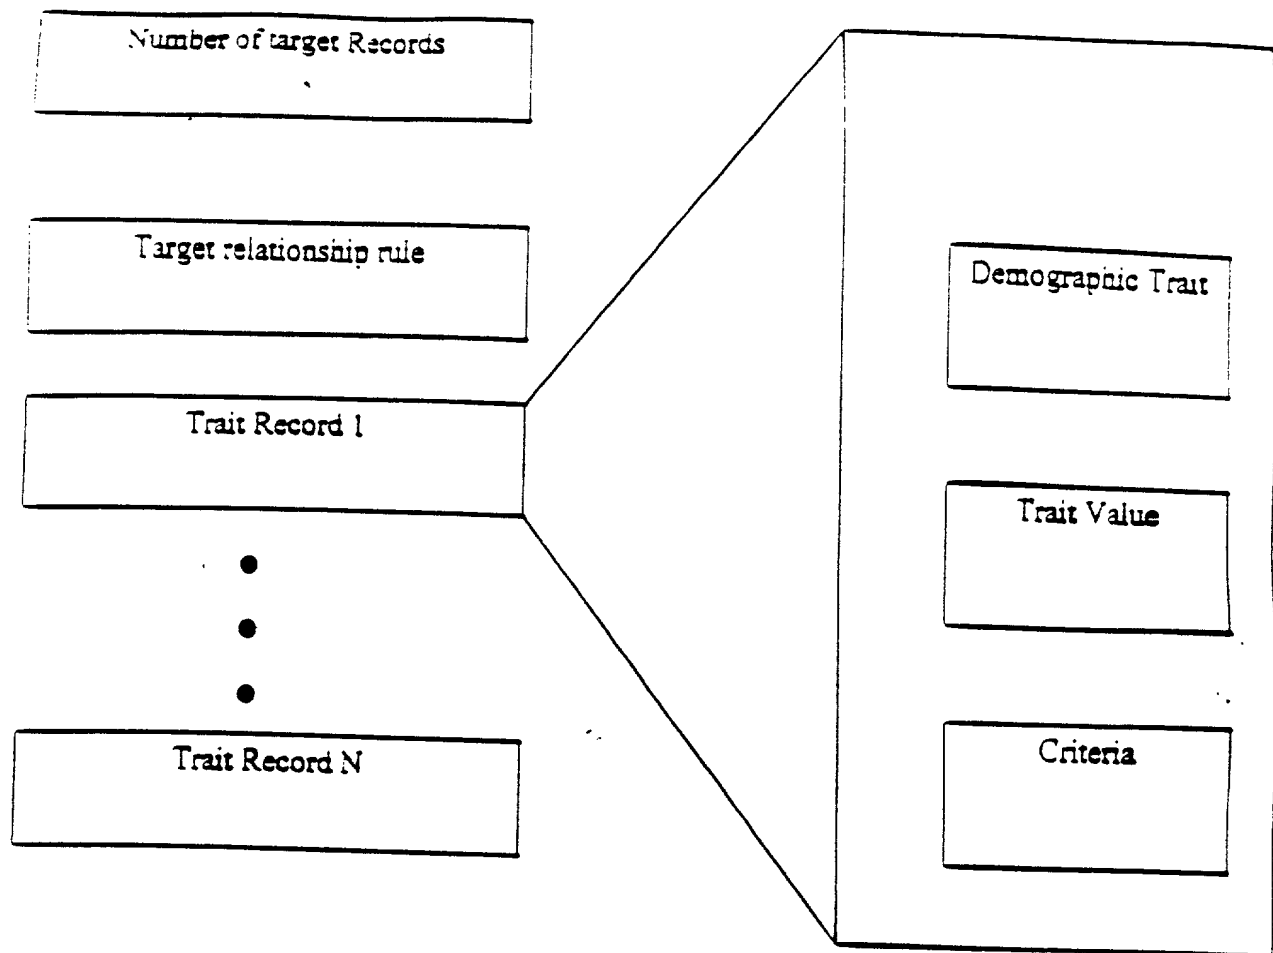 Number of target Records
Target relationship rule
Trait Record 1
Trait Record N
Demographic Trait
Trait Value
Criteria